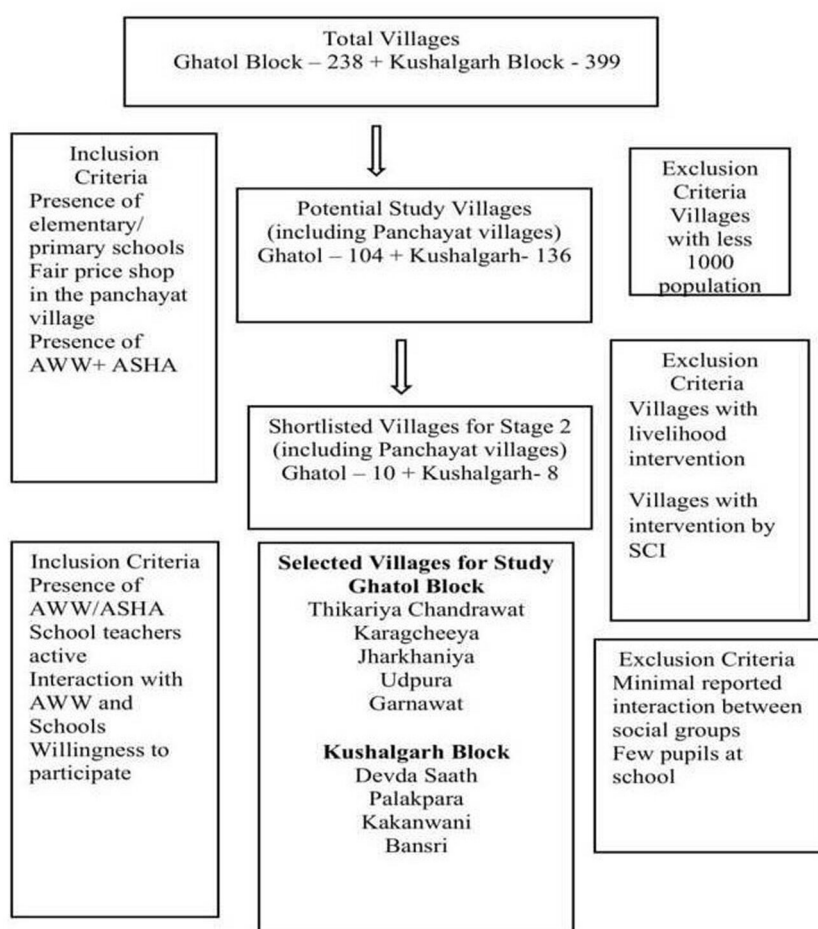 Total Villages
Ghatol Block – 238 + Kushalgarh Block - 399
Inclusion
Criteria
Presence of
elementary/
primary schools
Fair price shop
in the panchayat
village
Presence of
AWW+ ASHA
Potential Study Villages
(including Panchayat villages)
Ghatol – 104 + Kushalgarh- 136
Exclusion
Criteria
Villages
with less
1000
population
Shortlisted Villages for Stage 2
(including Panchayat villages)
Ghatol – 10 + Kushalgarh- 8
Exclusion
Criteria
Villages with
livelihood
intervention
Villages with
intervention by
SCI
Inclusion Criteria
Presence of
AWW/ASHA
School teachers
active
Interaction with
AWW and
Schools
Willingness to
participate
Selected Villages for Study
Ghatol Block
Thikariya Chandrawat
Karagcheeya
Jharkhaniya
Udpura
Garnawat
Kushalgarh Block
Devda Saath
Palakpara
Kakanwani
Bansri
Exclusion Criteria
Minimal reported
interaction between
social groups
Few pupils at
school